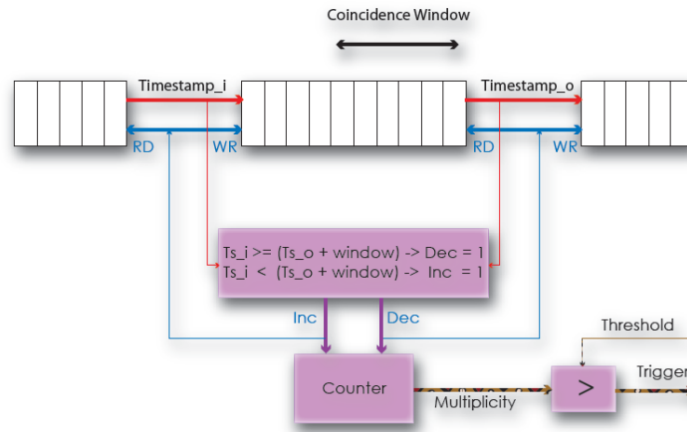 Coincidence Window
Timestamp_i
Timestamp_o
RD
WR
RD
WR
Ts_i >= (Ts_o + window) -> Dec = 1
Ts_i < (Ts_o + window) -> Inc = 1
Inc
Dec
Threshold
Counter
>
Trigger
Multiplicity